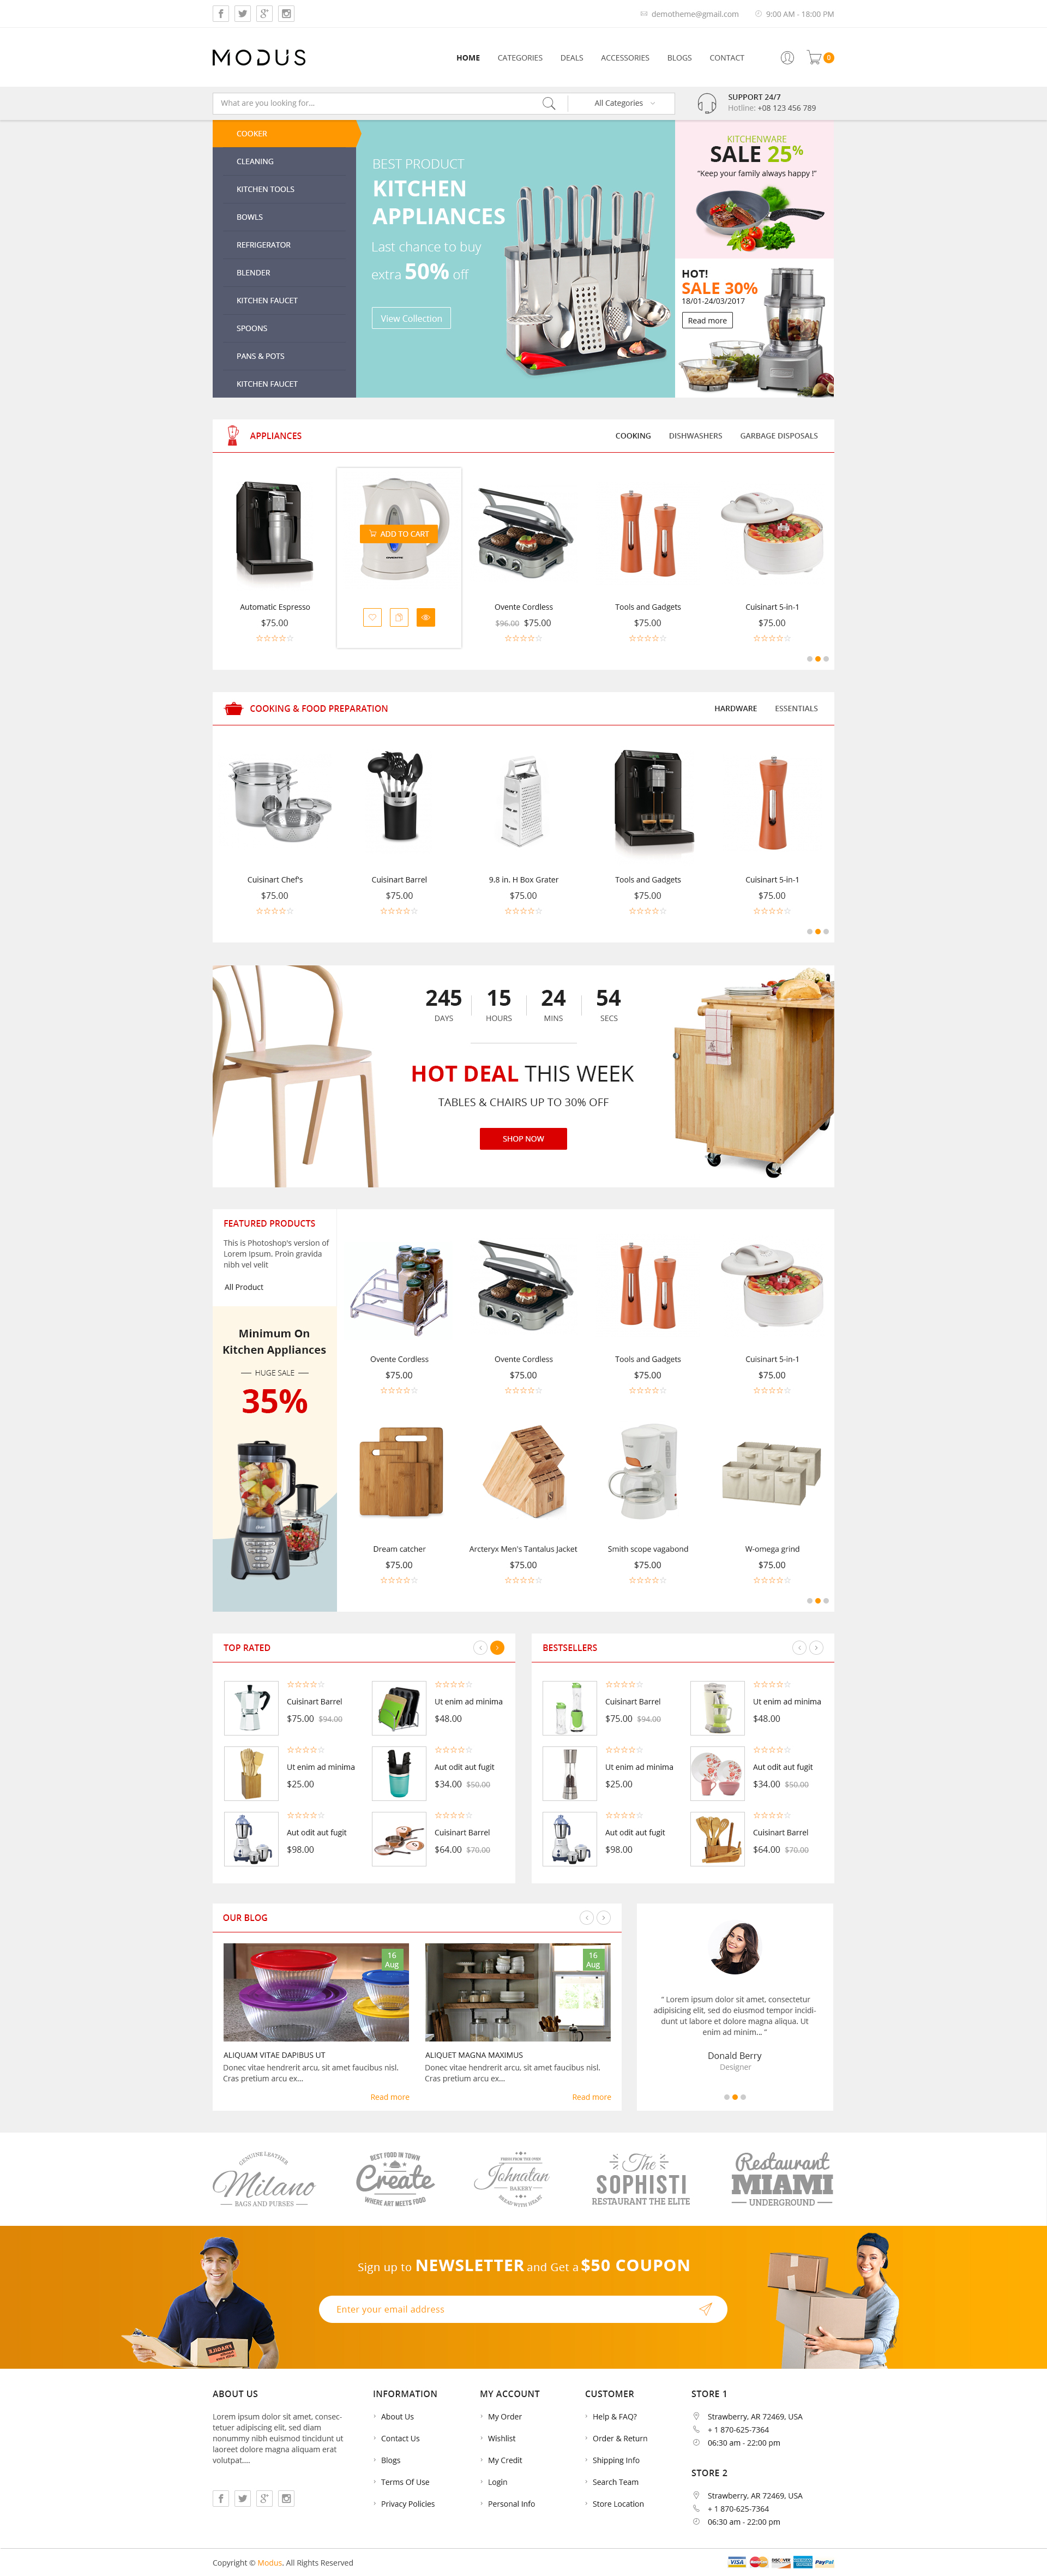 demotheme@gmail.com 9:00 AM - 18:00 PM
MODUS
HOME CATEGORIES DEALS ACCESSORIES BLOGS CONTACT 0
What are you looking for... All Categories
SUPPORT 24/7
Hotline: +08 123 456 789
COOKER
CLEANING
KITCHEN TOOLS
BOWLS
REFRIGERATOR
BLENDER
KITCHEN FAUCET
SPOONS
PANS & POTS
KITCHEN FAUCET
BEST PRODUCT
KITCHEN
APPLIANCES
Last chance to buy
extra 50% off
View Collection
KITCHENWARE
SALE 25%
"Keep your family always happy !"
HOT!
SALE 30%
18/01-24/03/2017
Read more
APPLIANCES
COOKING DISHWASHERS GARBAGE DISPOSALS
ADD TO CART
Automatic Espresso
$75.00
Ovente Cordless
$96.00 $75.00
Tools and Gadgets
$75.00
Cuisinart 5-in-1
$75.00
COOKING & FOOD PREPARATION
HARDWARE ESSENTIALS
Cuisinart Chef's
$75.00
Cuisinart Barrel
$75.00
9.8 in. H Box Grater
$75.00
Tools and Gadgets
$75.00
Cuisinart 5-in-1
$75.00
245 15 24 54
DAYS HOURS MINS SECS
HOT DEAL THIS WEEK
TABLES & CHAIRS UP TO 30% OFF
SHOP NOW
FEATURED PRODUCTS
This is Photoshop's version of
Lorem Ipsum. Proin gravida
nibh vel velit
All Product
Minimum On
Kitchen Appliances
HUGE SALE
35%
Ovente Cordless
$75.00
Ovente Cordless
$75.00
Tools and Gadgets
$75.00
Cuisinart 5-in-1
$75.00
Dream catcher
$75.00
Arcteryx Men's Tantalus Jacket
$75.00
Smith scope vagabond
$75.00
W-omega grind
$75.00
TOP RATED
Cuisinart Barrel
$75.00 $94.00
Ut enim ad minima
$48.00
Ut enim ad minima
$25.00
Aut odit aut fugit
$34.00 $50.00
Aut odit aut fugit
$98.00
Cuisinart Barrel
$64.00 $70.00
BESTSELLERS
Cuisinart Barrel
$75.00 $94.00
Ut enim ad minima
$48.00
Ut enim ad minima
$25.00
Aut odit aut fugit
$34.00 $50.00
Aut odit aut fugit
$98.00
Cuisinart Barrel
$64.00 $70.00
OUR BLOG
16
Aug
ALIQUAM VITAE DAPIBUS UT
Donec vitae hendrerit arcu, sit amet faucibus nisl.
Cras pretium arcu ex...
Read more
16
Aug
ALIQUET MAGNA MAXIMUS
Donec vitae hendrerit arcu, sit amet faucibus nisl.
Cras pretium arcu ex...
Read more
" Lorem ipsum dolor sit amet, consectetur
adipisicing elit, sed do eiusmod tempor incidi-
dunt ut labore et dolore magna aliqua. Ut
enim ad minim... "
Donald Berry
Designer
GENUINE LEATHER
Milano
BAGS AND PURSES
BEST FOOD IN TOWN
Create
WHERE ART MEETS FOOD
FRESH FROM THE OVEN
Johnatan
BAKERY
BREAD WITH HEART
The
SOPHISTI
RESTAURANT THE ELITE
Restaurant
MIAMI
UNDERGROUND
Sign up to NEWSLETTER and Get a $50 COUPON
Enter your email address
FRAGILE
ABOUT US
Lorem ipsum dolor sit amet, consec-
tetuer adipiscing elit, sed diam
nonummy nibh euismod tincidunt ut
laoreet dolore magna aliquam erat
volutpat....
INFORMATION
About Us
Contact Us
Blogs
Terms Of Use
Privacy Policies
MY ACCOUNT
My Order
Wishlist
My Credit
Login
Personal Info
CUSTOMER
Help & FAQ?
Order & Return
Shipping Info
Search Team
Store Location
STORE 1
Strawberry, AR 72469, USA
+ 1 870-625-7364
06:30 am - 22:00 pm
STORE 2
Strawberry, AR 72469, USA
+ 1 870-625-7364
06:30 am - 22:00 pm
Copyright © Modus, All Rights Reserved
VISA MasterCard DISCOVER AMERICAN EXPRESS PayPal